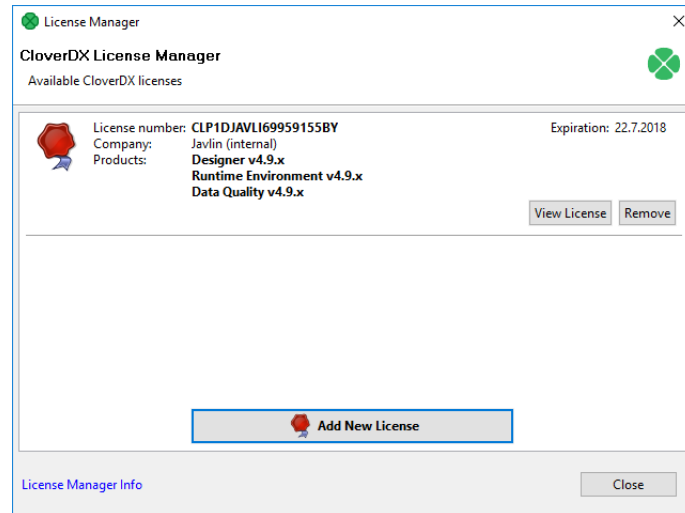 License Manager
CloverDX License Manager
Available CloverDX licenses
License number: CLP1DJAVLI69959155BY Expiration: 22.7.2018
Company: Javlin (internal)
Products: Designer v4.9.x
Runtime Environment v4.9.x
Data Quality v4.9.x
View License Remove
Add New License
License Manager Info Close